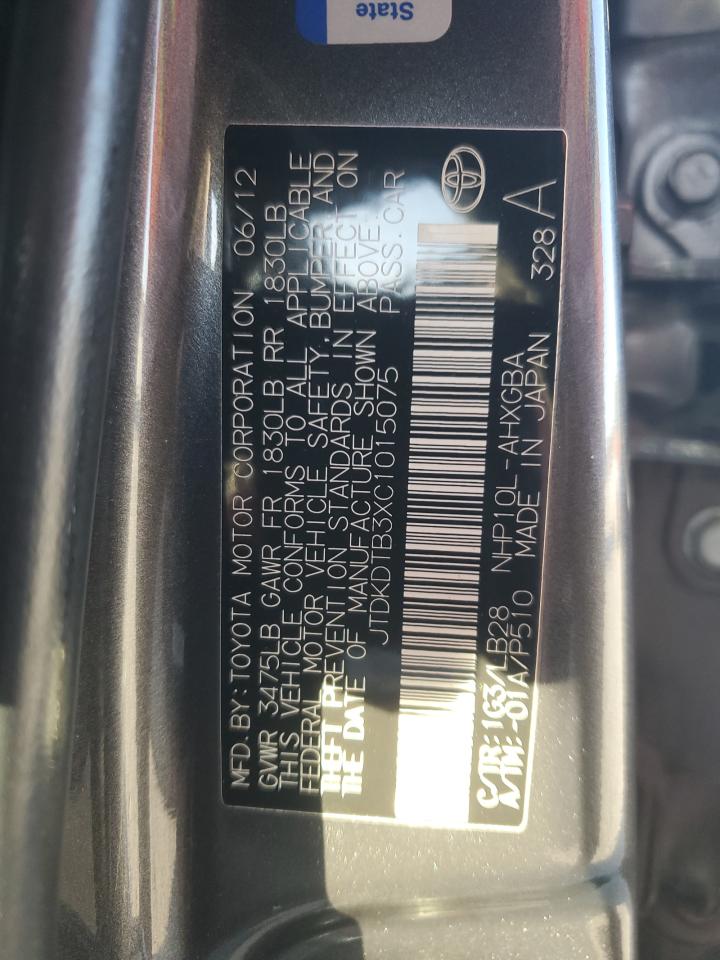 State
MFD.BY:TOYOTA MOTOR CORPORATION 06/12
GVWR 3475LB GAWR FR 1830LB RR 1830LB
THIS VEHICLE CONFORMS TO ALL APPLICABLE
FEDERAL MOTOR VEHICLE SAFETY,BUMPER AND
THEFT PREVENTION STANDARDS IN EFFECT ON
THE DATE OF MANUFACTURE SHOWN ABOVE.
JTDKDTB3XC1015075 PASS.CAR
C/TR:1G3/LB28 NHP10L-AHXGBA 328
A/TM:-01A/P510 MADE IN JAPAN A